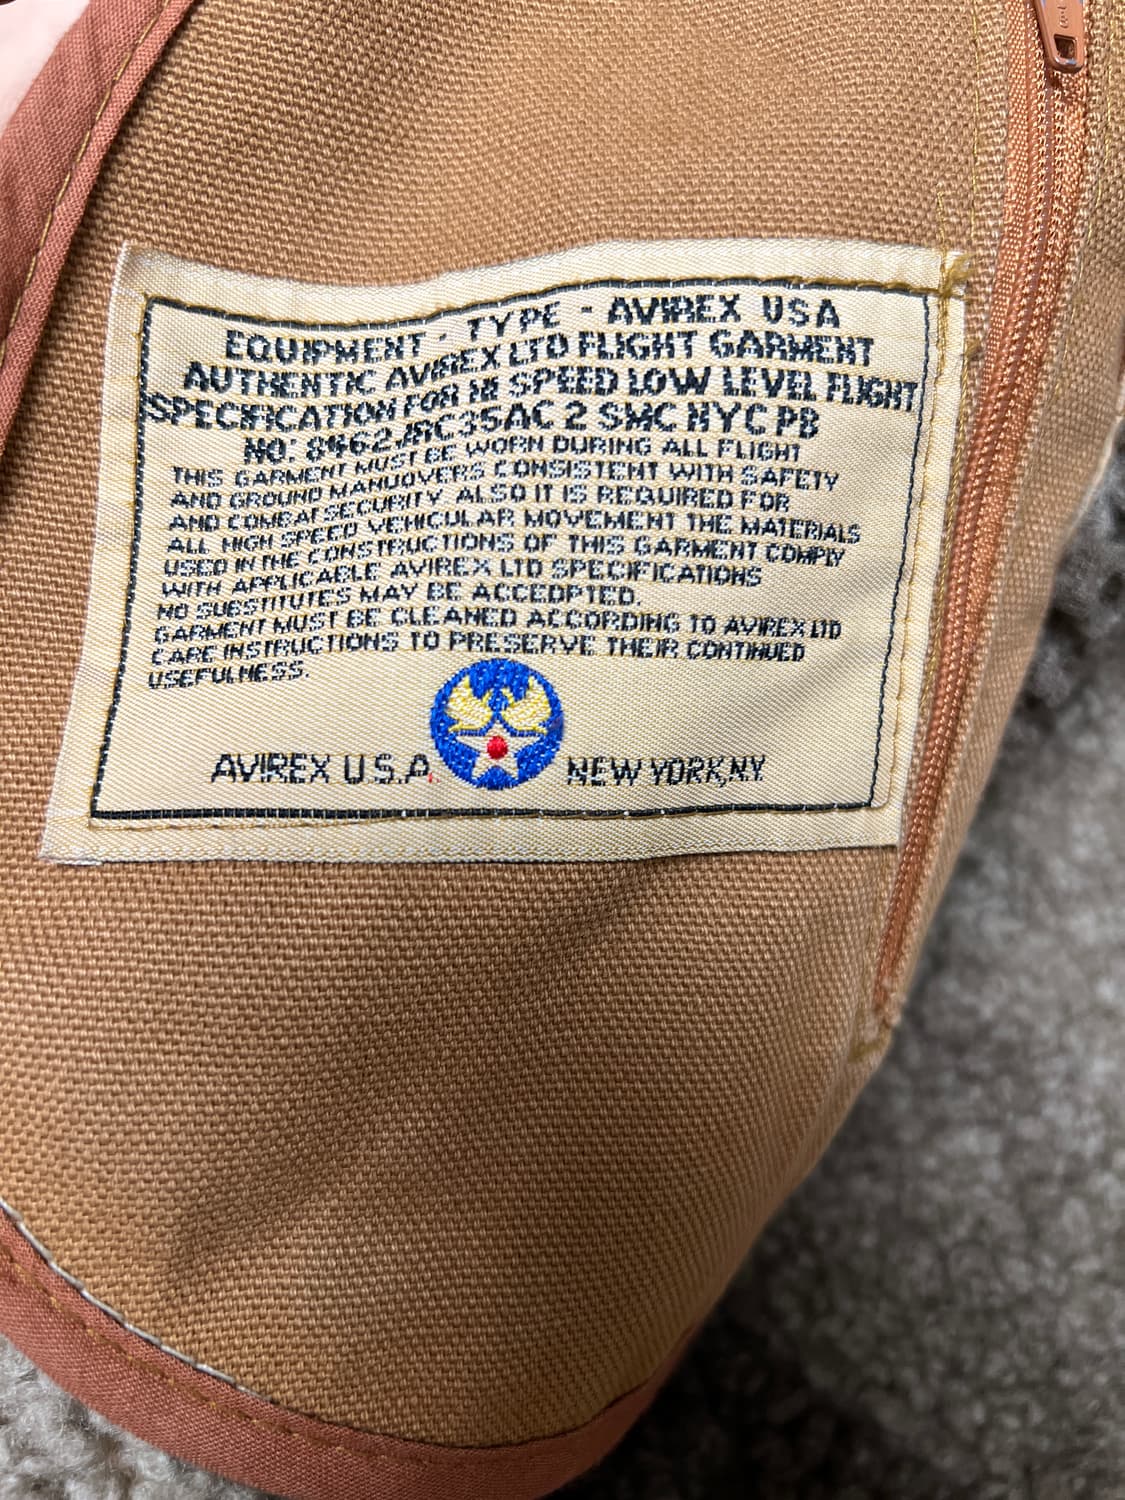 EQUIPMENT - TYPE - AVIREX USA
AUTHENTIC AVIREX LTD FLIGHT GARMENT
SPECIFICATION FOR HI SPEED LOW LEVEL FLIGHT
NO: 35AC 2 SMC NYC PB
THIS GARMENT MUST BE WORN DURING ALL FLIGHT
AND GROUND MANUOVERS CONSISTENT WITH SAFETY
AND COMBAT SECURITY. ALSO IT IS REQUIRED FOR
ALL HIGH SPEED VEHICULAR MOVEMENT THE MATERIALS
USED IN THE CONSTRUCTIONS OF THIS GARMENT COMPLY
WITH APPLICABLE AVIREX LTD SPECIFICATIONS
NO SUBSTITUTES MAY BE ACCEDPTED.
GARMENT MUST BE CLEANED ACCORDING TO AVIREX LTD
CARE INSTRUCTIONS TO PRESERVE THEIR CONTINUED
USEFULNESS.
AVIREX U.S.A. NEW YORK, N.Y.